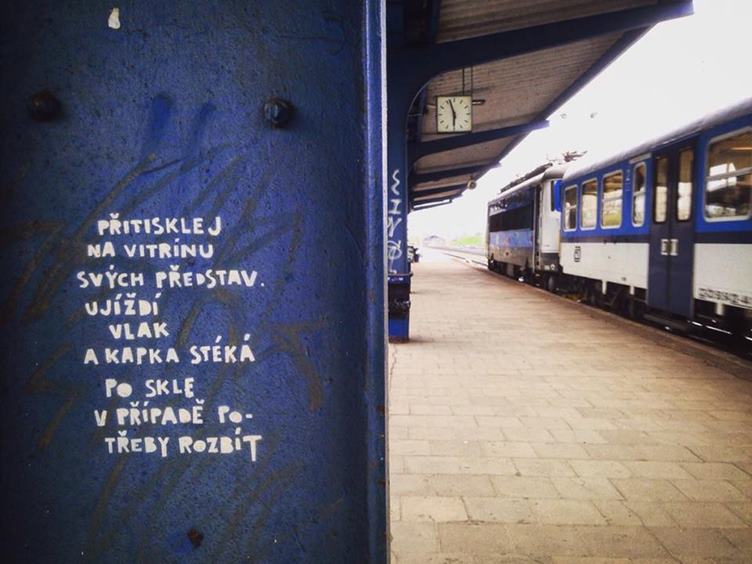 PŘITISKLEJ
NA VITRÍNU
SVÝCH PŘEDSTAV.
UJÍŽDÍ
VLAK
A KAPKA STÉKÁ
PO SKLE
V PŘÍPADĚ PO-
TŘEBY ROZBÍT